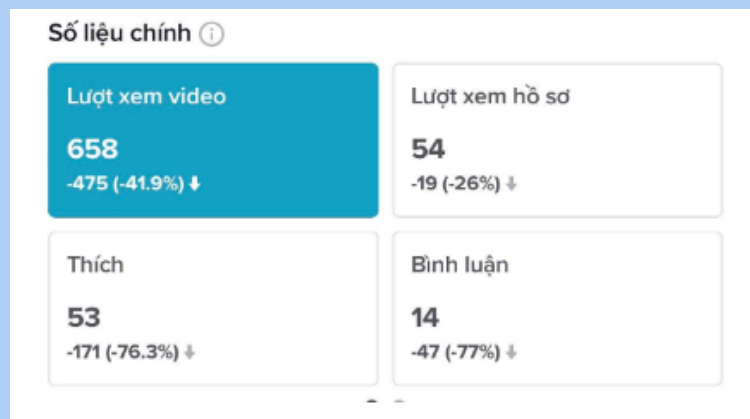 Số liệu chính
Lượt xem video
658
-475 (-41.9%)
Lượt xem hồ sơ
54
-19 (-26%)
Thích
53
-171 (-76.3%)
Bình luận
14
-47 (-77%)